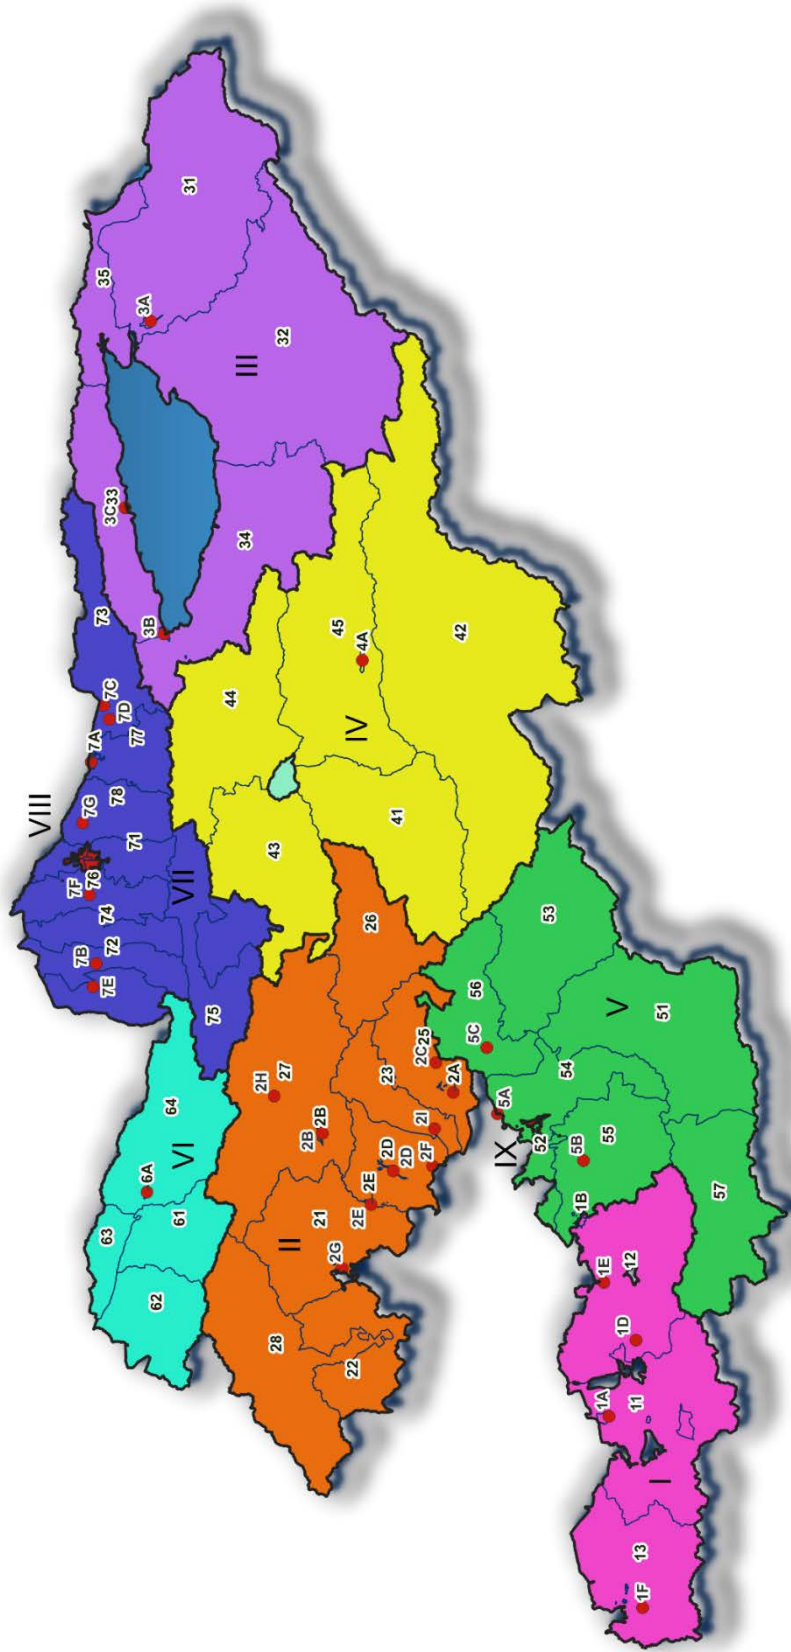 31
35
3A
32
III
3C33
34
3B
73
45
4A
42
44
IV
7C
7D
77
7A
VIII
78
7G
71
43
41
VII
7F
76
74
26
53
72
7B
7E
75
56
V
51
5C
2C25
23
27
2H
2A
54
64
5A
2I
2B
2B
52
55
IX
5B
VI
6A
2D
2D
2F
57
2E
2E
1B
61
63
21
II
2G
1E
12
62
28
22
1D
1A
11
I
13
1F